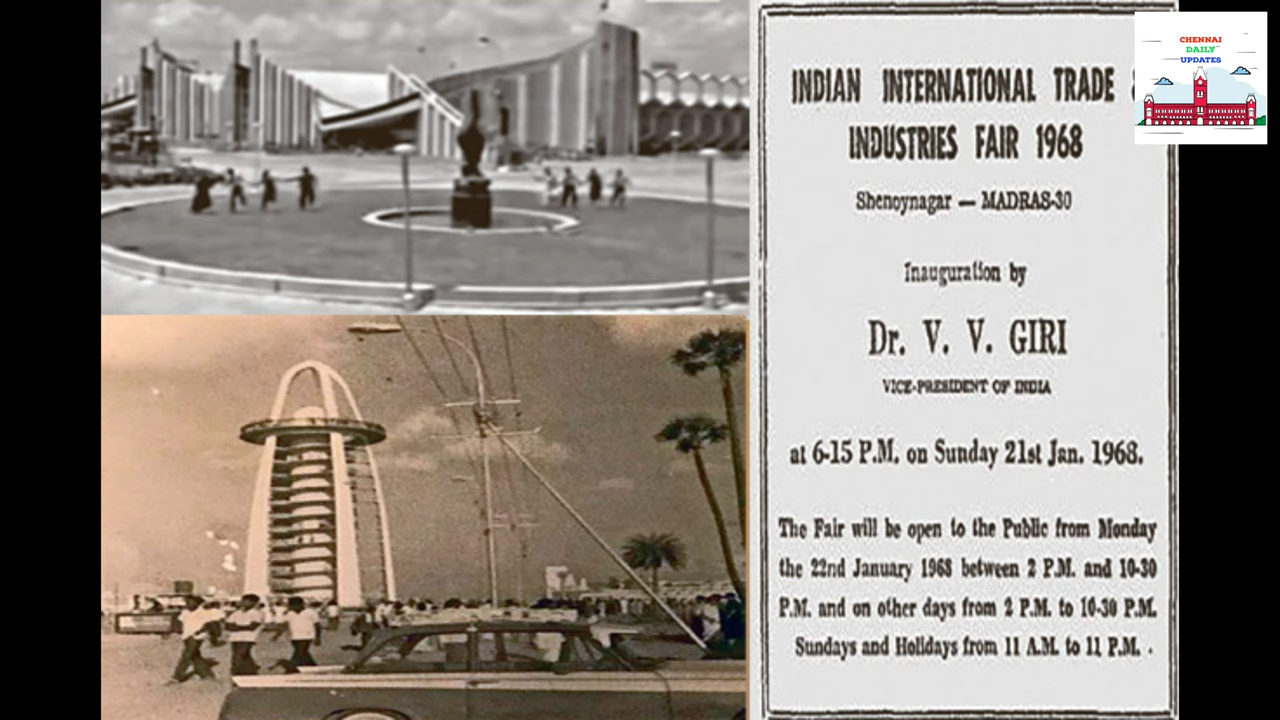 INDIAN INTERNATIONAL TRADE
INDUSTRIES FAIR 1968
Shenoynagar — MADRAS-30
Inauguration by
Dr. V. V. GIRI
VICE-PRESIDENT OF INDIA
at 6-15 P.M. on Sunday 21st Jan. 1968.
The Fair will be open to the Public from Monday
the 22nd January 1968 between 2 P.M. and 10-30
P.M. and on other days from 2 P.M. to 10-30 P.M.
Sundays and Holidays from 11 A.M. to 11 P.M.
CHENNAI
DAILY
UPDATES